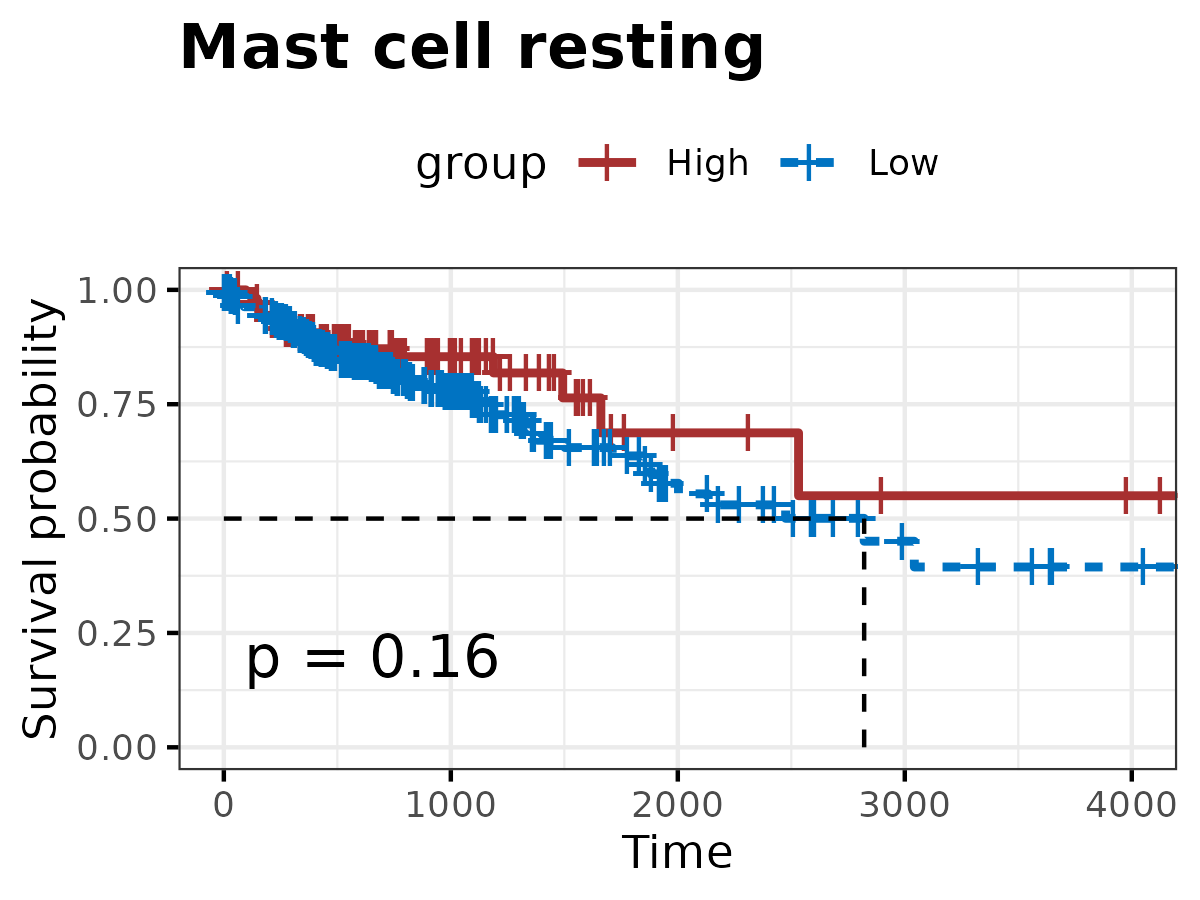 Mast cell resting
group High Low
Survival probability
1.00
0.75
0.50
0.25
0.00
p = 0.16
0 1000 2000 3000 4000
Time